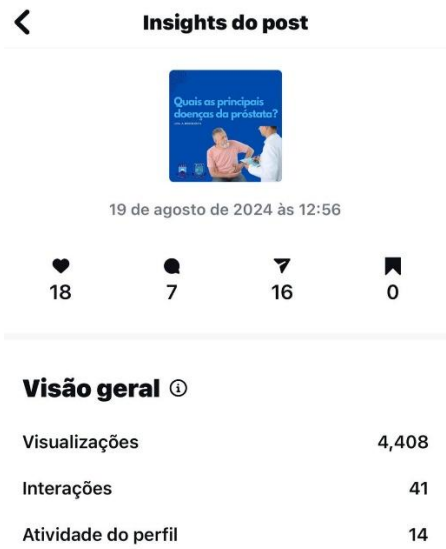 Insights do post
Quais as principais
doenças da próstata?
19 de agosto de 2024 às 12:56
18 7 16 0
Visão geral
Visualizações 4,408
Interações 41
Atividade do perfil 14